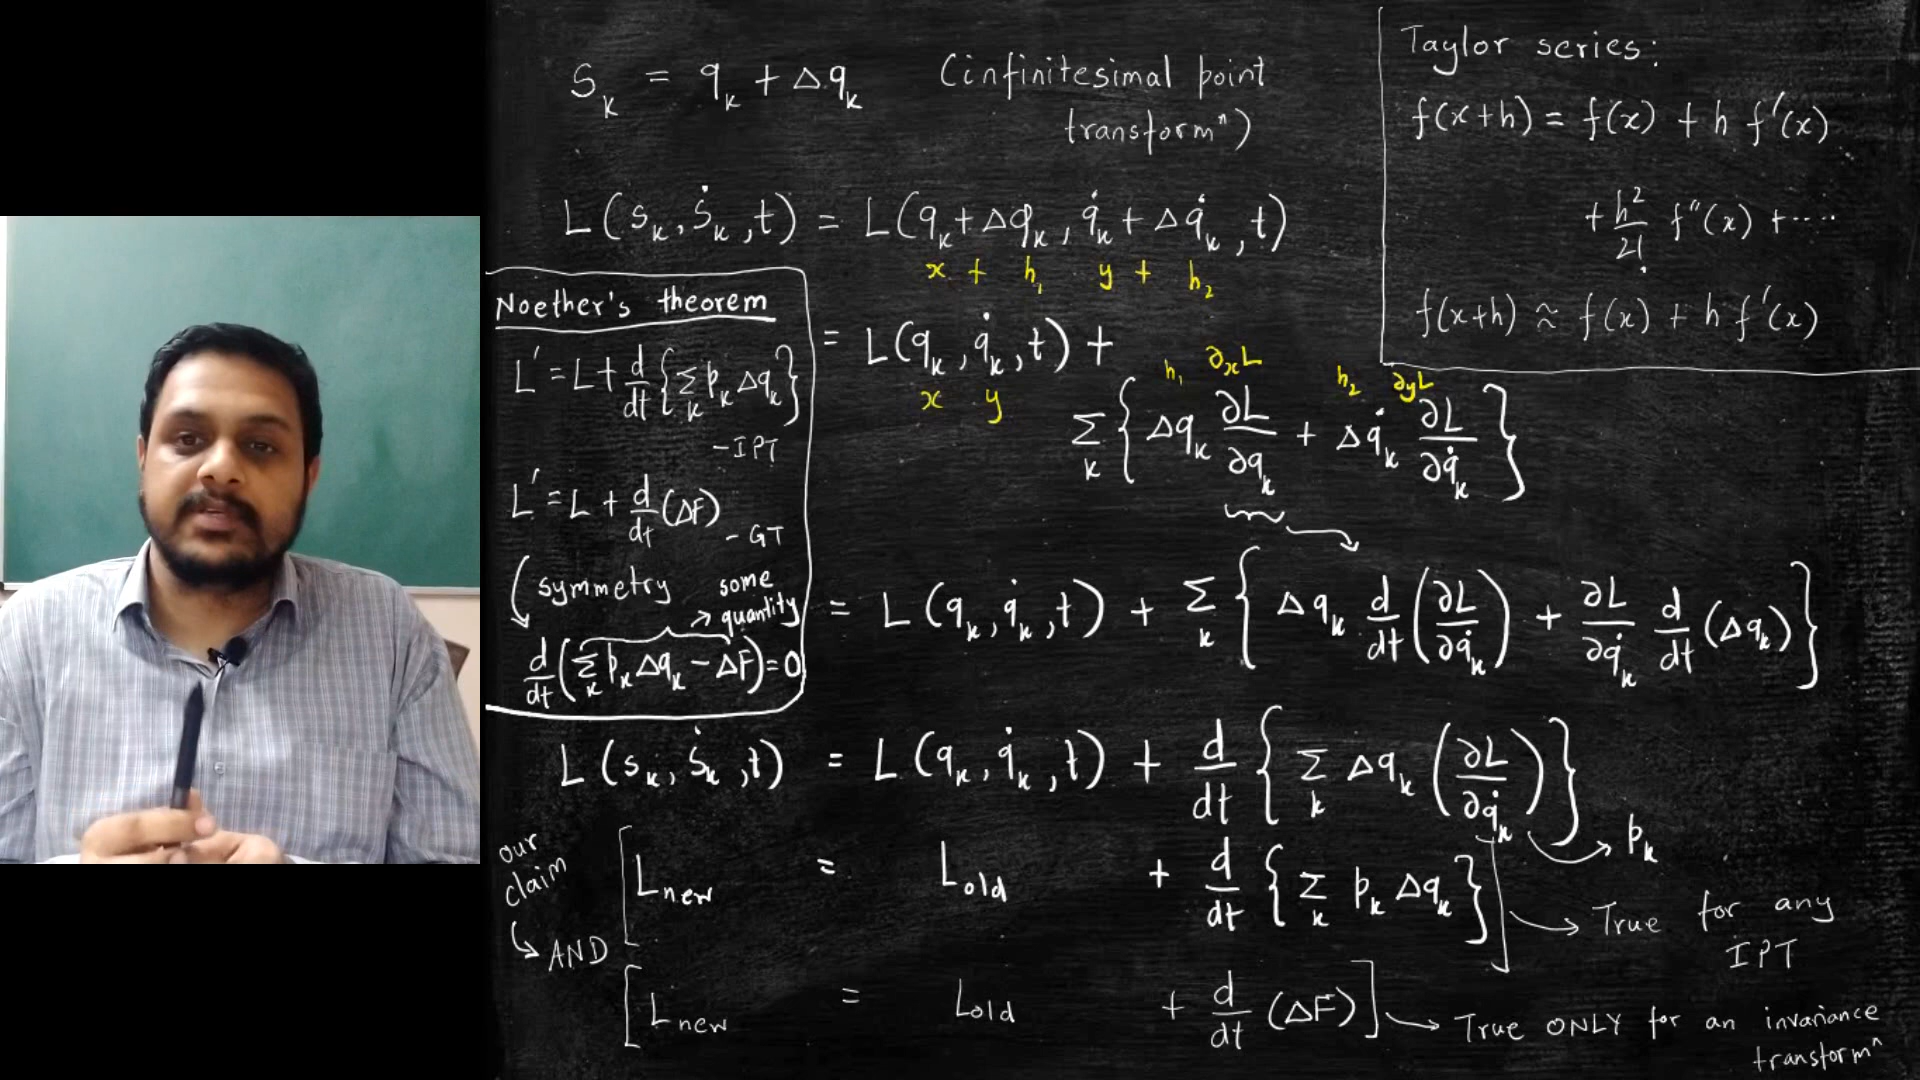 S_k = q_k + Δq_k (infinitesimal point
transformⁿ)
L(s_k, ṡ_k, t) = L(q_k + Δq_k, q̇_k + Δq̇_k, t)
x + h₁ y + h₂
= L(q_k, q̇_k, t) +
x y
h₁ ∂ₓL h₂ ∂_yL
Σ_k { Δq_k ∂L/∂q_k + Δq̇_k ∂L/∂q̇_k }
= L(q_k, q̇_k, t) + Σ_k { Δq_k d/dt (∂L/∂q̇_k) + ∂L/∂q̇_k d/dt (Δq_k) }
L(s_k, ṡ_k, t) = L(q_k, q̇_k, t) + d/dt { Σ_k Δq_k (∂L/∂q̇_k) }
→ p_k
our
claim
↳ AND
[ L_new = L_old + d/dt { Σ_k p_k Δq_k } ] → True for any
IPT
[ L_new = L_old + d/dt (ΔF) ] → True ONLY for an invariance
transformⁿ
Taylor series:
f(x+h) = f(x) + h f′(x)
+ h²/2! f″(x) + ....
f(x+h) ≈ f(x) + h f′(x)
Noether's theorem
L′ = L + d/dt { Σ_k p_k Δq_k }
- IPT
L′ = L + d/dt (ΔF)
- GT
symmetry some
→ quantity
d/dt (Σ_k p_k Δq_k - ΔF) = 0